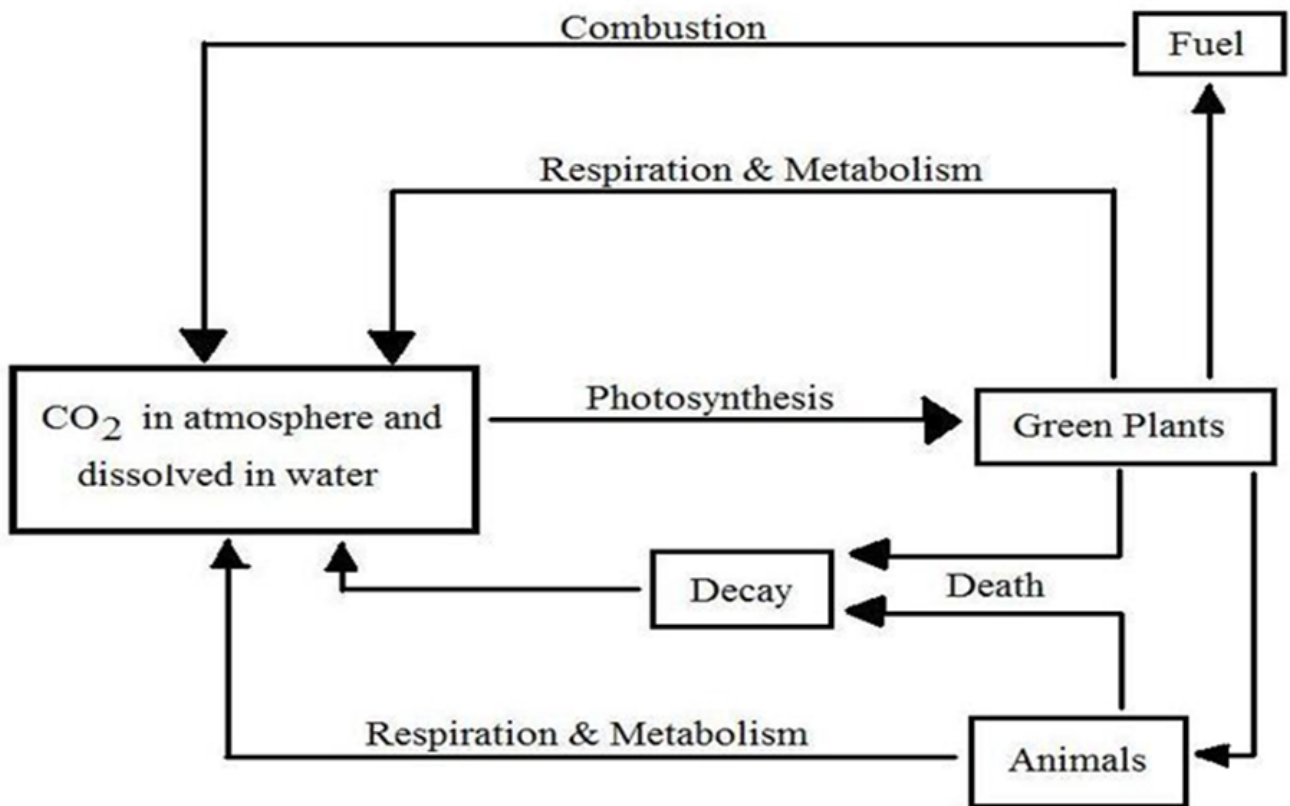 Combustion
Fuel
Respiration & Metabolism
CO2 in atmosphere and
dissolved in water
Photosynthesis
Green Plants
Decay
Death
Respiration & Metabolism
Animals